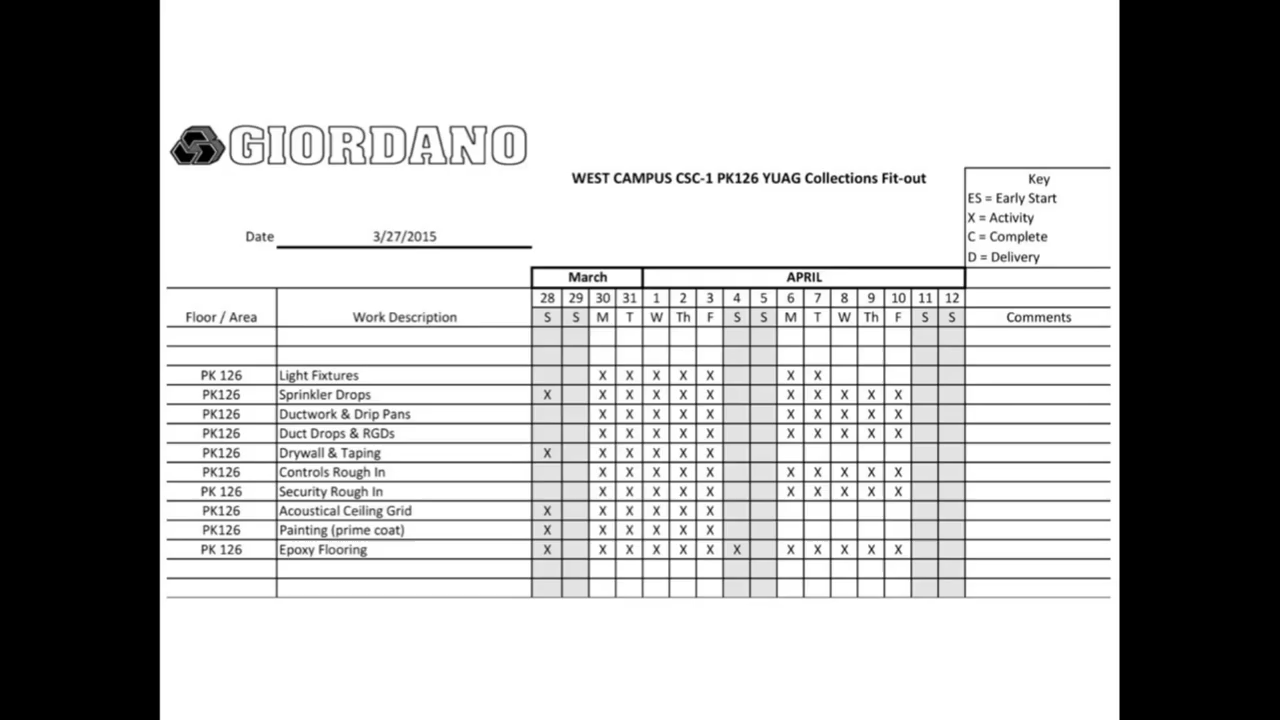 GIORDANO
WEST CAMPUS CSC-1 PK126 YUAG Collections Fit-out
Key
ES = Early Start
X = Activity
C = Complete
D = Delivery
Date 3/27/2015
March APRIL
28 29 30 31 1 2 3 4 5 6 7 8 9 10 11 12
Floor / Area Work Description S S M T W Th F S S M T W Th F S S Comments
PK 126 Light Fixtures X X X X X X X
PK126 Sprinkler Drops X X X X X X X X X X X
PK126 Ductwork & Drip Pans X X X X X X X X X X
PK126 Duct Drops & RGDs X X X X X X X X X X
PK126 Drywall & Taping X X X X X X
PK126 Controls Rough In X X X X X X X X X X
PK 126 Security Rough In X X X X X X X X X X
PK126 Acoustical Ceiling Grid X X X X X X
PK126 Painting (prime coat) X X X X X X
PK 126 Epoxy Flooring X X X X X X X X X X X X